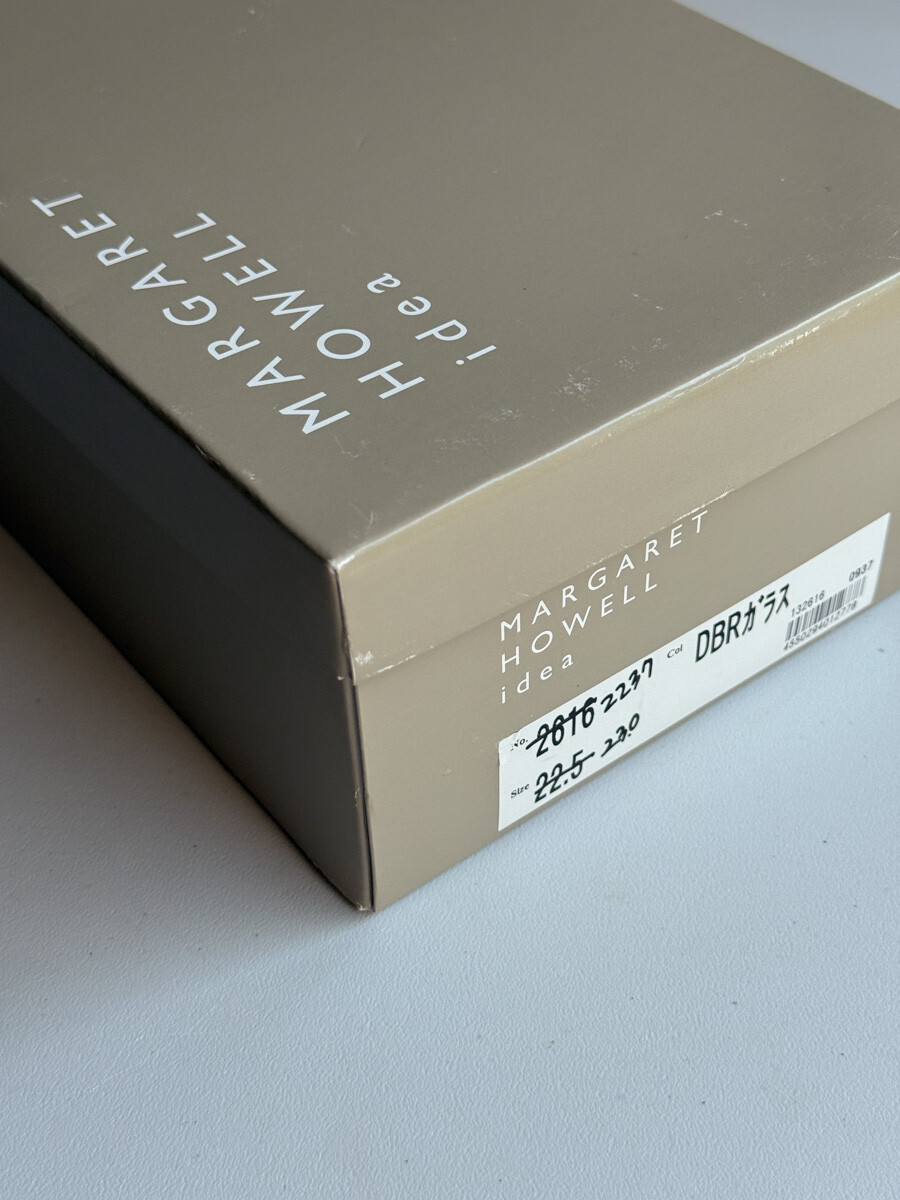 MARGARET
HOWELL
idea
MARGARET
HOWELL
idea
No. 2616 2237 Col DBRガラス 132616 0937
Size 22.5 23.0 4550294012778